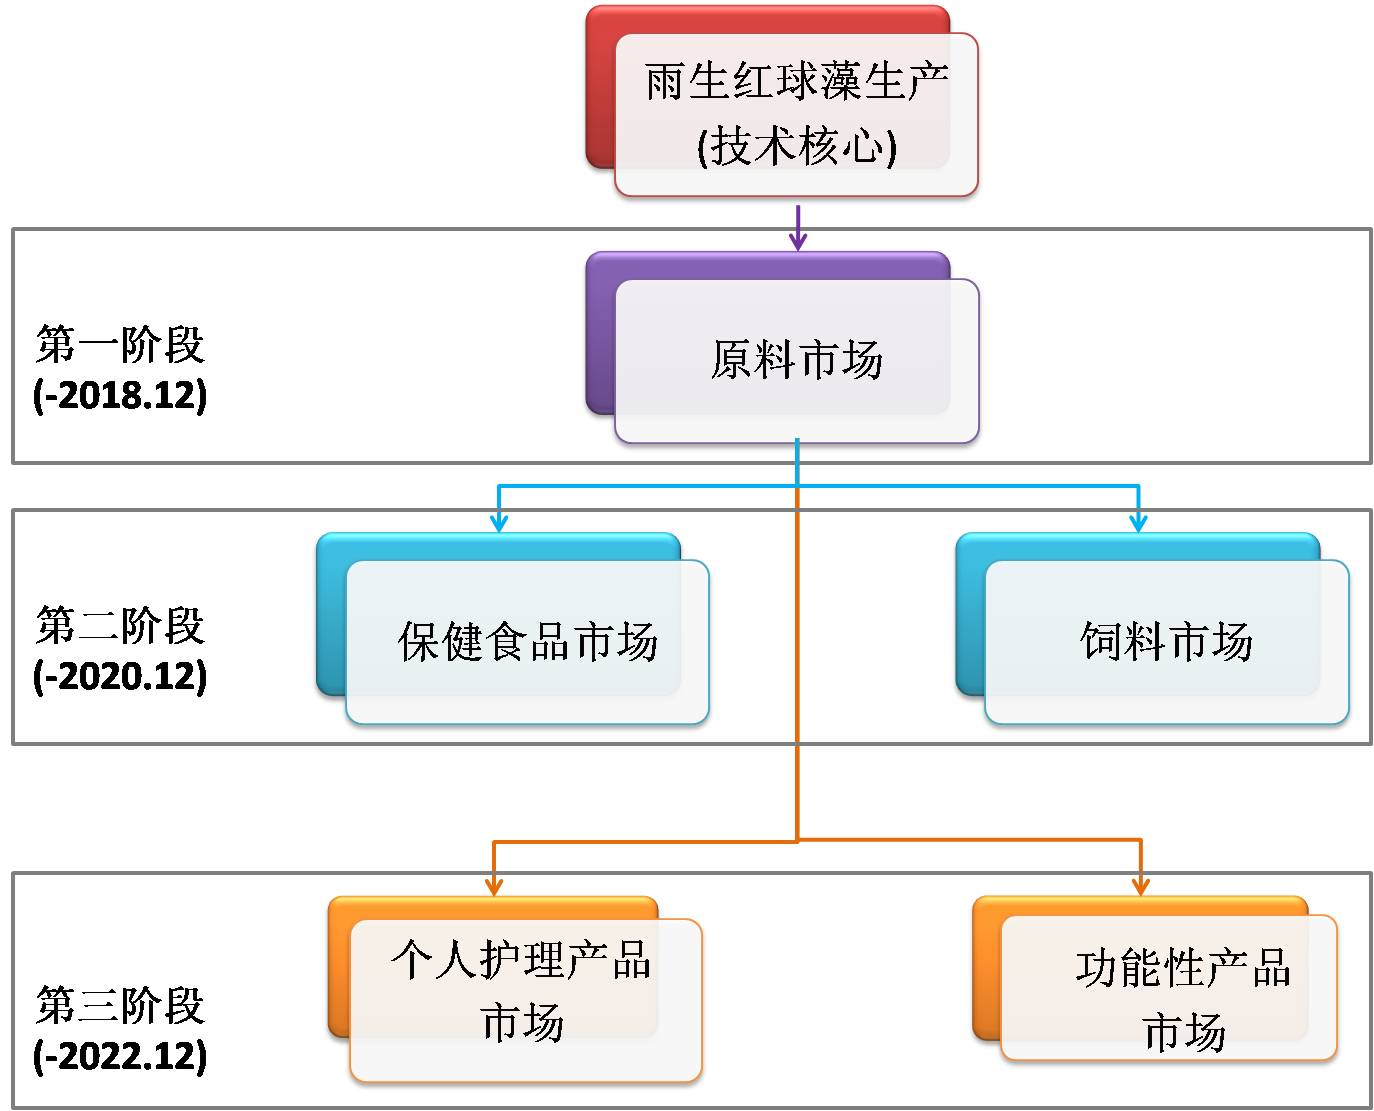 雨生红球藻生产
(技术核心)
第一阶段
(-2018.12)
原料市场
第二阶段
(-2020.12)
保健食品市场
饲料市场
第三阶段
(-2022.12)
个人护理产品
市场
功能性产品
市场